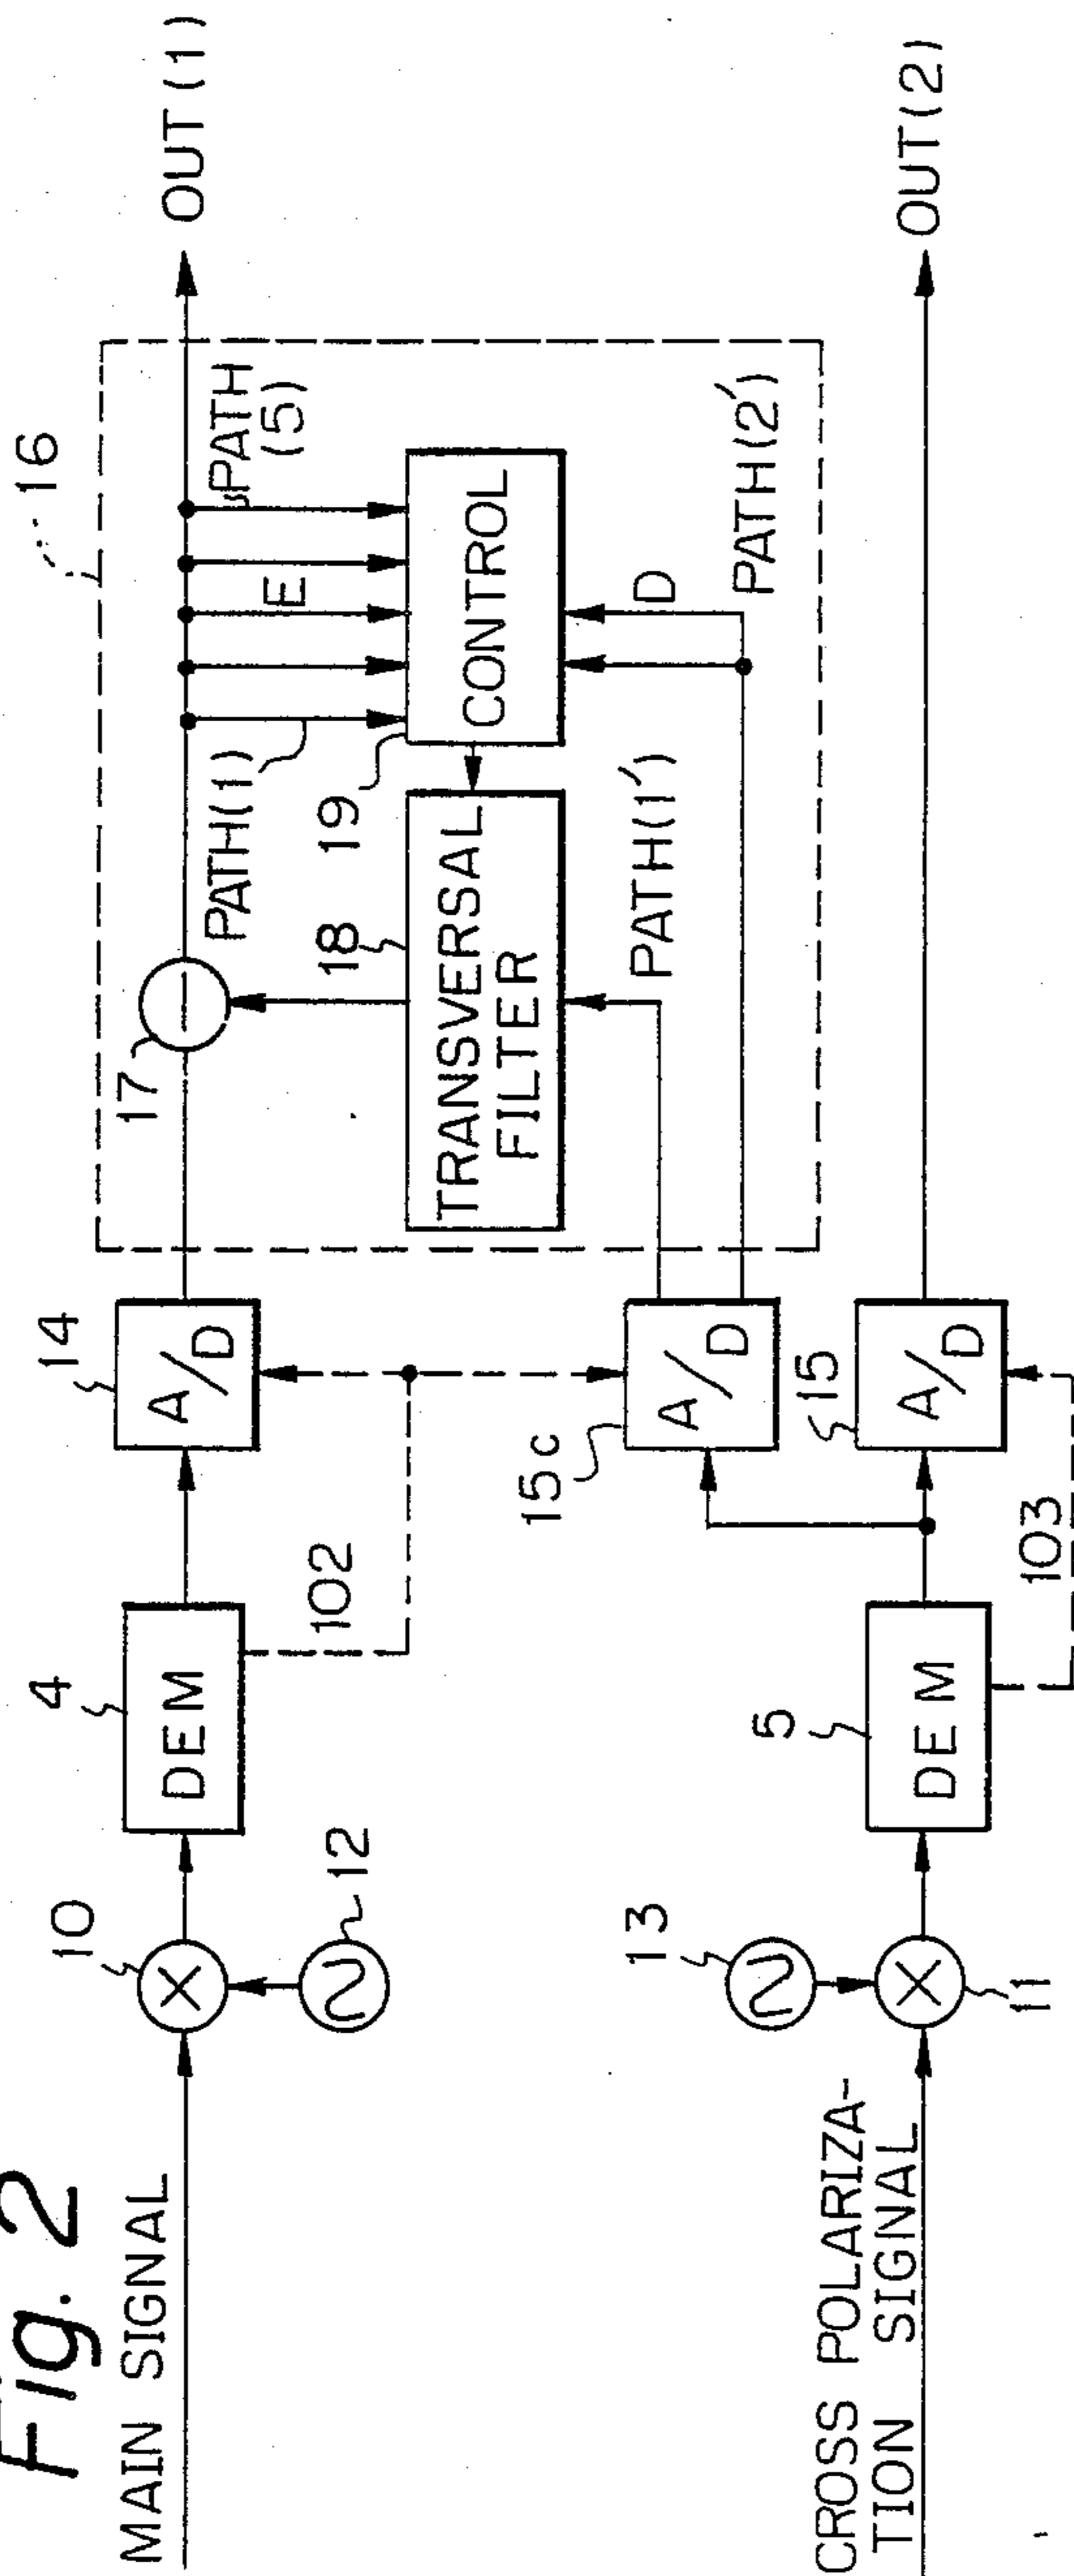 Fig. 2
MAIN SIGNAL
10
12
4
DEM
102
14
A/D
16
17
PATH(1)
E
PATH
(5)
OUT(1)
18
TRANSVERSAL
FILTER
19
CONTROL
D
PATH(1')
PATH(2')
15c
A/D
CROSS POLARIZA-
TION SIGNAL
13
11
5
DEM
103
15
A/D
OUT(2)